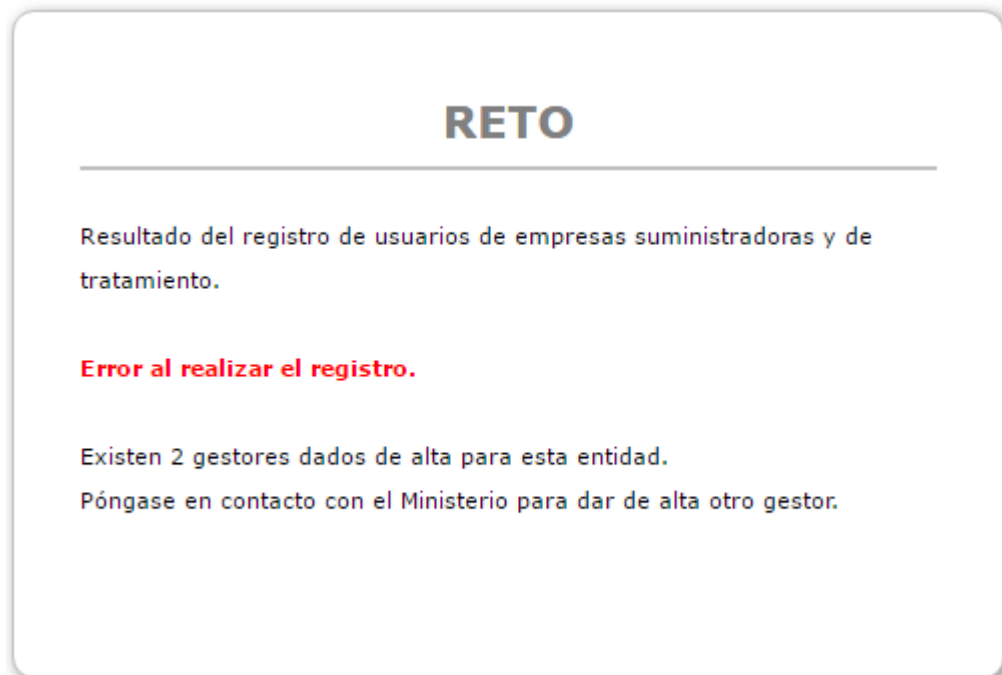 RETO
Resultado del registro de usuarios de empresas suministradoras y de
tratamiento.
Error al realizar el registro.
Existen 2 gestores dados de alta para esta entidad.
Póngase en contacto con el Ministerio para dar de alta otro gestor.